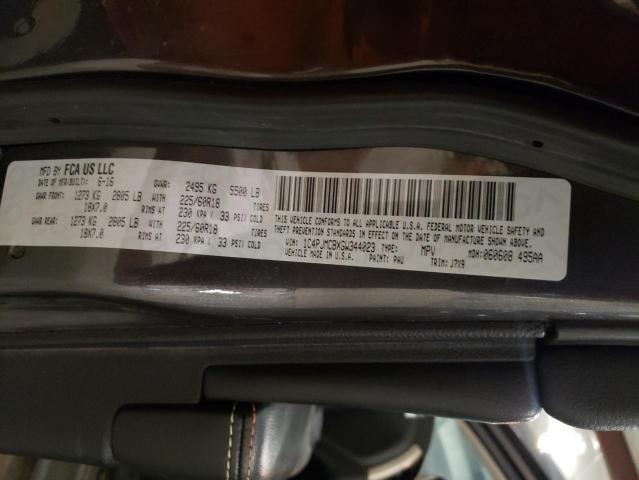 MFD BY FCA US LLC
DATE OF MFR(BUILT): 6-16 GVWR: 2495 KG 5500 LB
GAWR FRONT: 1273 KG 2805 LB WITH 225/60R18 TIRES
18X7.0 RIMS AT 230 KPA( 33 PSI) COLD
GAWR REAR: 1273 KG 2805 LB WITH 225/60R18 TIRES
18X7.0 RIMS AT 230 KPA( 33 PSI) COLD
THIS VEHICLE CONFORMS TO ALL APPLICABLE U.S.A. FEDERAL MOTOR VEHICLE SAFETY
AND THEFT PREVENTION STANDARDS IN EFFECT ON THE DATE OF MANUFACTURE SHOWN ABOVE.
VIN: 1C4PJMCBXGW344023 TYPE: MPV MDH: 060608 495AA
VEHICLE MADE IN U.S.A. PAINT: PAU TRIM: J7X9